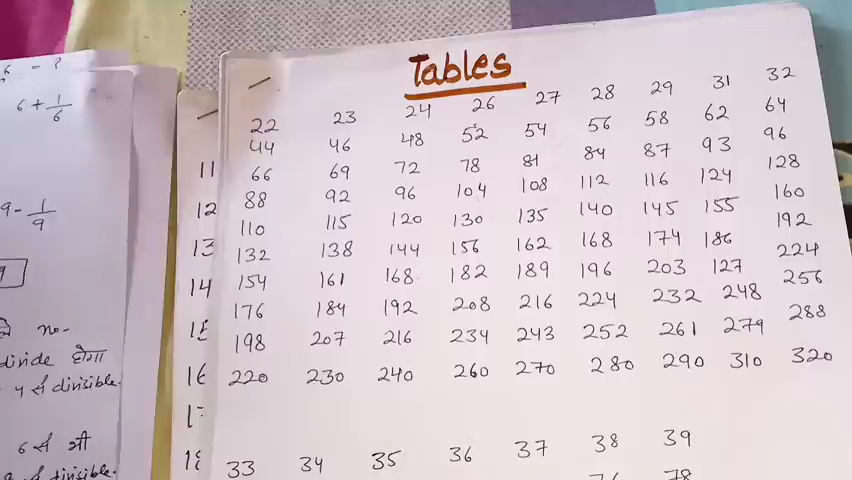 Tables
22 23 24 26 27 28 29 31 32
44 46 48 52 54 56 58 62 64
66 69 72 78 81 84 87 93 96
88 92 96 104 108 112 116 124 128
110 115 120 130 135 140 145 155 160
132 138 144 156 162 168 174 186 192
154 161 168 182 189 196 203 127 224
176 184 192 208 216 224 232 248 256
198 207 216 234 243 252 261 279 288
220 230 240 260 270 280 290 310 320
33 34 35 36 37 38 39
78
6 + 1/6
9 - 1/9
no-
divide होगा
4 से divisible.
6 से भी
से divisible.
11
12
13
14